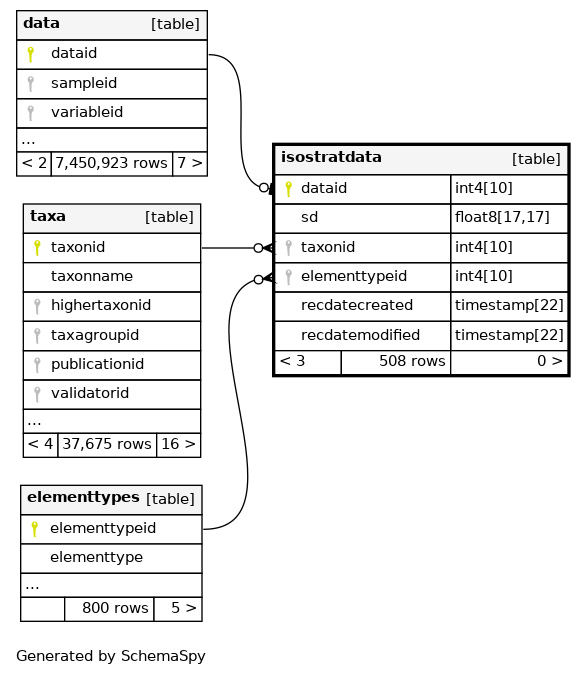 data [table]
dataid
sampleid
variableid
...
< 2 7,450,923 rows 7 >
taxa [table]
taxonid
taxonname
highertaxonid
taxagroupid
publicationid
validatorid
...
< 4 37,675 rows 16 >
elementtypes [table]
elementtypeid
elementtype
...
800 rows 5 >
isostratdata [table]
dataid int4[10]
sd float8[17,17]
taxonid int4[10]
elementtypeid int4[10]
recdatecreated timestamp[22]
recdatemodified timestamp[22]
< 3 508 rows 0 >
Generated by SchemaSpy